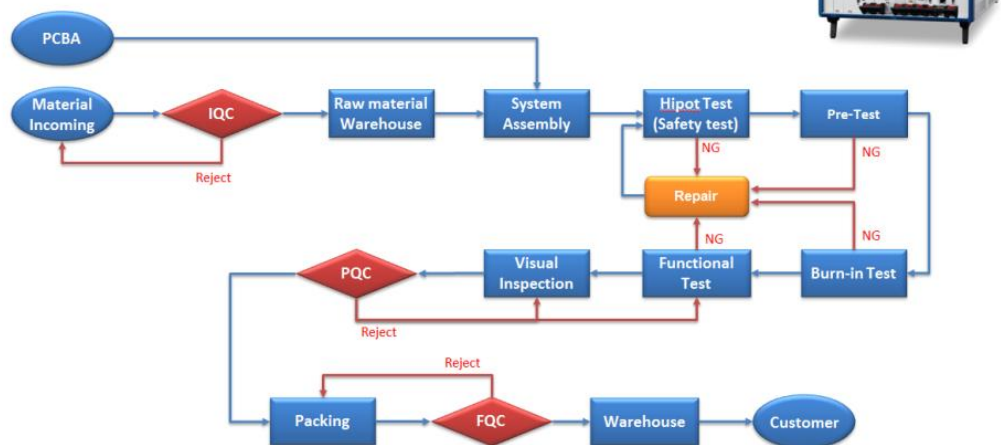 PCBA
Material
Incoming
IQC
Raw material
Warehouse
System
Assembly
Hipot Test
(Safety test)
Pre-Test
NG
NG
Reject
Repair
NG
NG
PQC
Visual
Inspection
Functional
Test
Burn-in Test
Reject
Reject
Packing
FQC
Warehouse
Customer